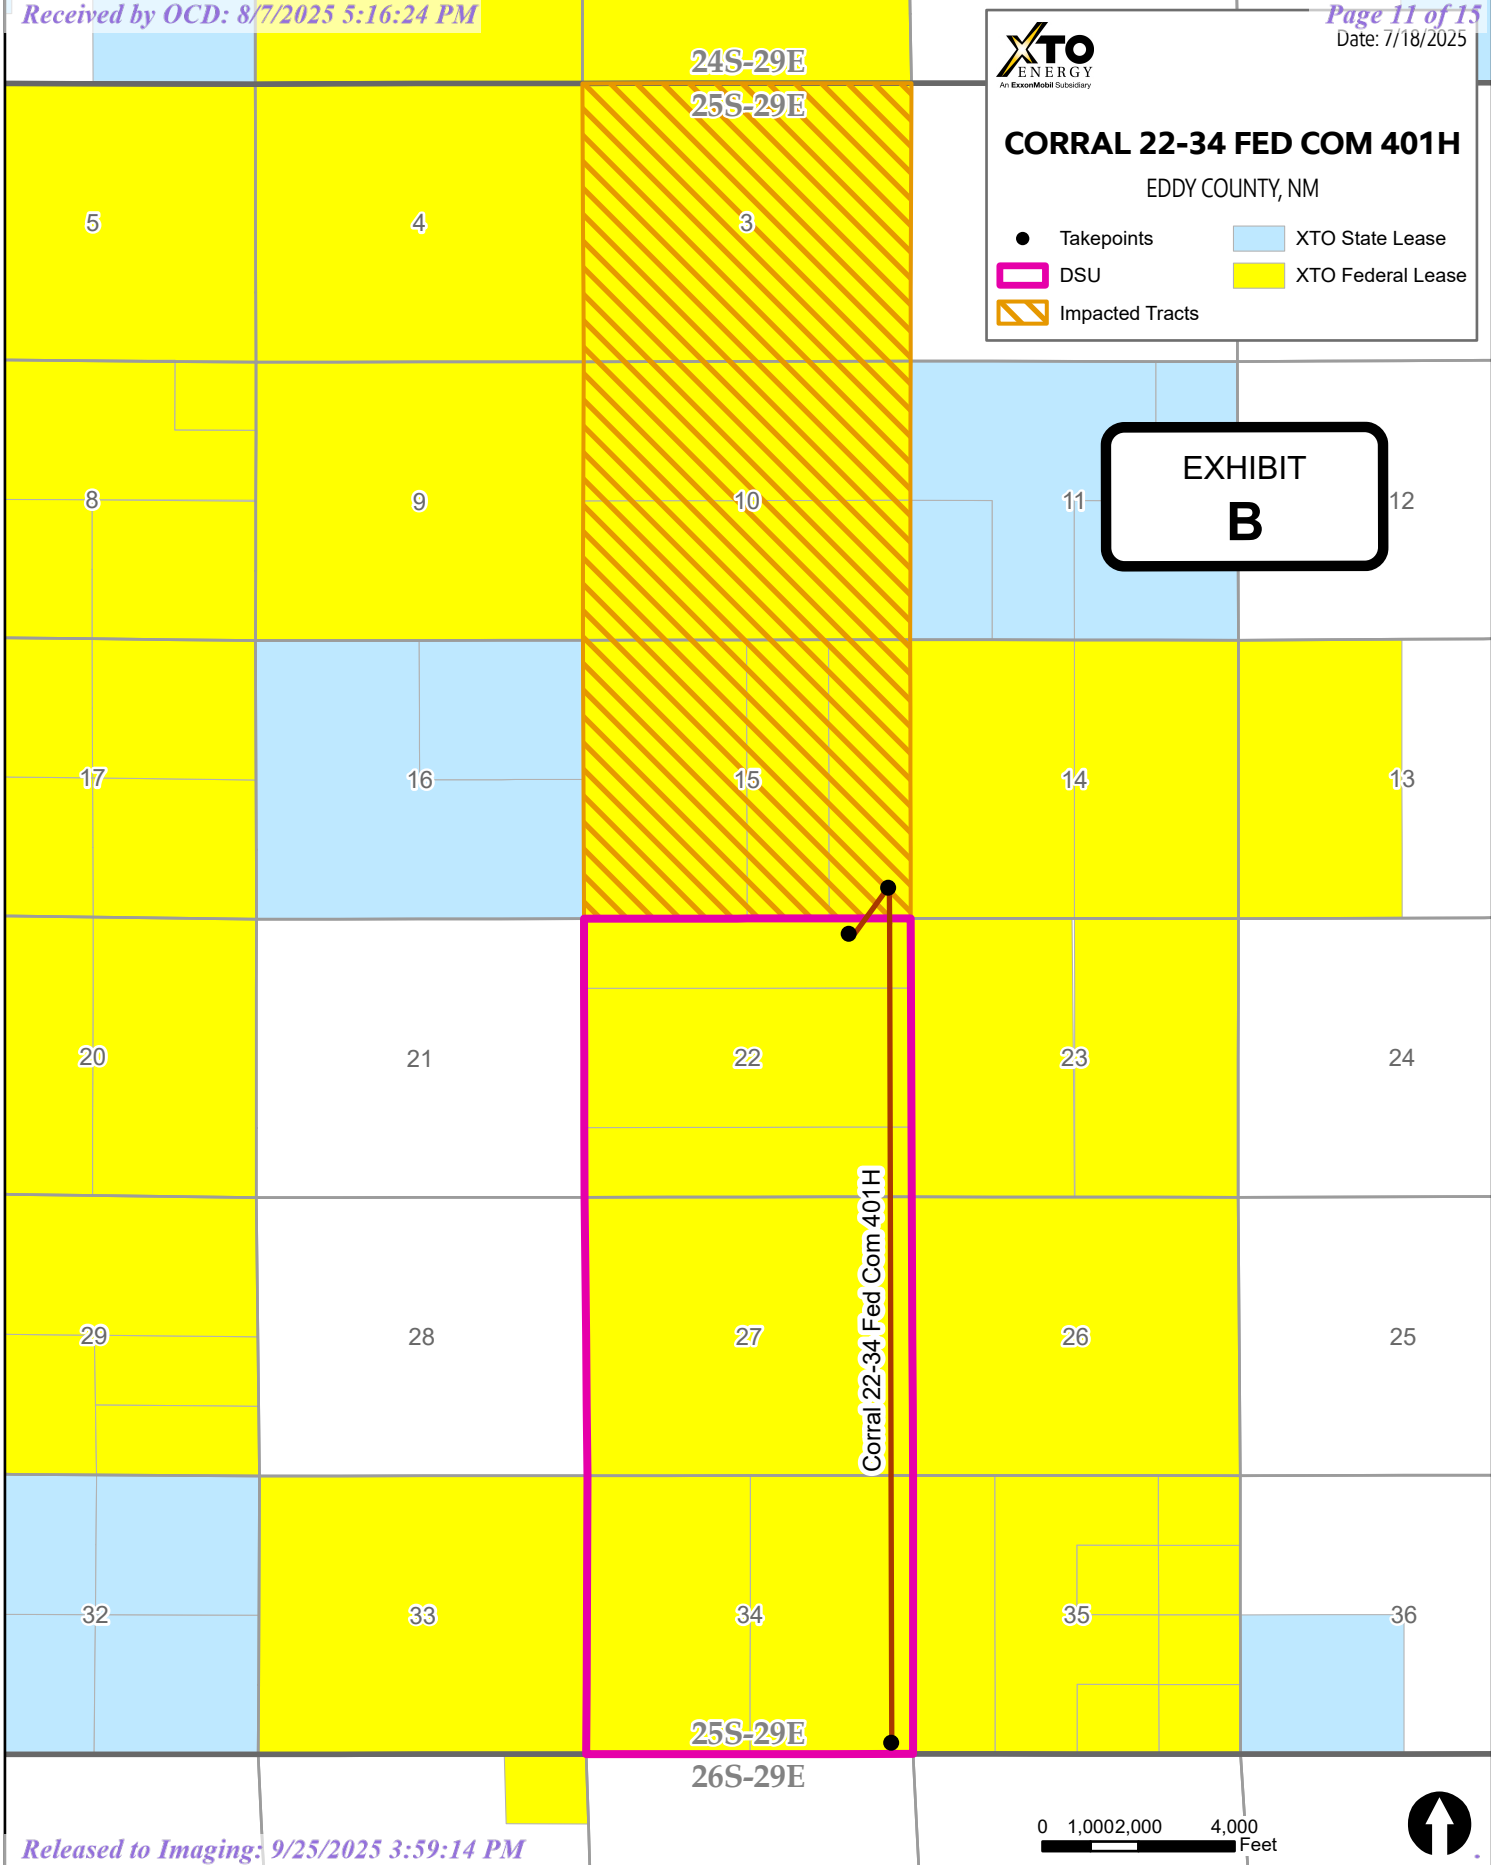 Received by OCD: 8/7/2025 5:16:24 PM
Page 11 of 15
Date: 7/18/2025
XTO
ENERGY
An ExxonMobil Subsidiary
CORRAL 22-34 FED COM 401H
EDDY COUNTY, NM
Takepoints
XTO State Lease
DSU
XTO Federal Lease
Impacted Tracts
24S-29E
25S-29E
5
4
3
EXHIBIT
B
8
9
10
11
12
17
16
15
14
13
20
21
22
23
24
Corral 22-34 Fed Com 401H
29
28
27
26
25
32
33
34
35
36
25S-29E
26S-29E
0 1,000 2,000 4,000
Feet
Released to Imaging: 9/25/2025 3:59:14 PM